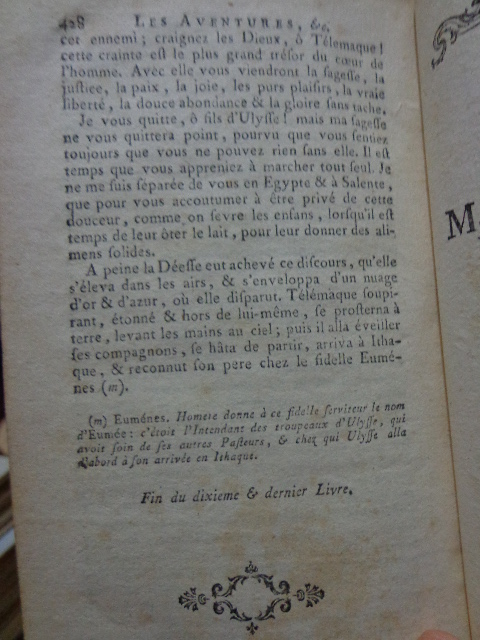 428 LES AVENTURES, &c,
cet ennemi ; craignez les Dieux, ô Télemaque !
cette crainte est le plus grand trésor du cœur de
l'homme. Avec elle vous viendront la sagesse, la
justice, la paix, la joie, les purs plaisirs, la vraie
liberté, la douce abondance & la gloire sans tache.
Je vous quitte, ô fils d'Ulysse ! mais ma sagesse
ne vous quittera point, pourvu que vous sentiez
toujours que vous ne pouvez rien sans elle. Il est
temps que vous appreniez à marcher tout seul. Je
ne me suis séparée de vous en Egypte & à Salente,
que pour vous accoutumer à être privé de cette
douceur, comme on sevre les enfans, lorsqu'il est
temps de leur ôter le lait, pour leur donner des ali-
mens solides.
A peine la Déesse eut achevé ce discours, qu'elle
s'éleva dans les airs, & s'enveloppa d'un nuage
d'or & d'azur, où elle disparut. Télémaque soupi-
rant, étonné & hors de lui-même, se prosterna à
terre, levant les mains au ciel ; puis il alla éveiller
ses compagnons, se hâta de partir, arriva à Itha-
que, & reconnut son pere chez le fidelle Eumé-
nes (m).
(m) Euménes. Homere donne à ce fidelle serviteur le nom
d'Eumée : c'étoit l'Intendant des troupeaux d'Ulysse, qui
avoit soin de ses autres Pasteurs, & chez qui Ulysse alla
d'abord à son arrivée en Ithaque.
Fin du dixieme & dernier Livre.
M